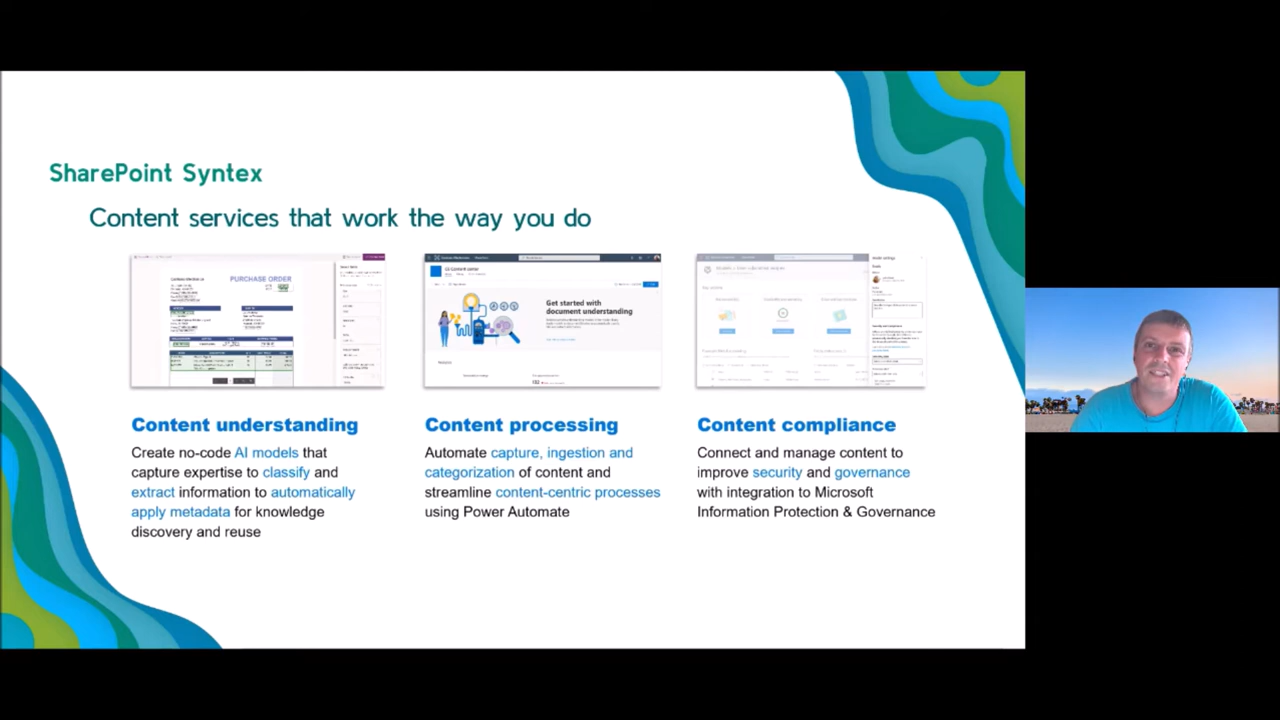 SharePoint Syntex
Content services that work the way you do
PURCHASE ORDER
Get started with
document understanding
Content understanding
Create no-code AI models that
capture expertise to classify and
extract information to automatically
apply metadata for knowledge
discovery and reuse
Content processing
Automate capture, ingestion and
categorization of content and
streamline content-centric processes
using Power Automate
Content compliance
Connect and manage content to
improve security and governance
with integration to Microsoft
Information Protection & Governance